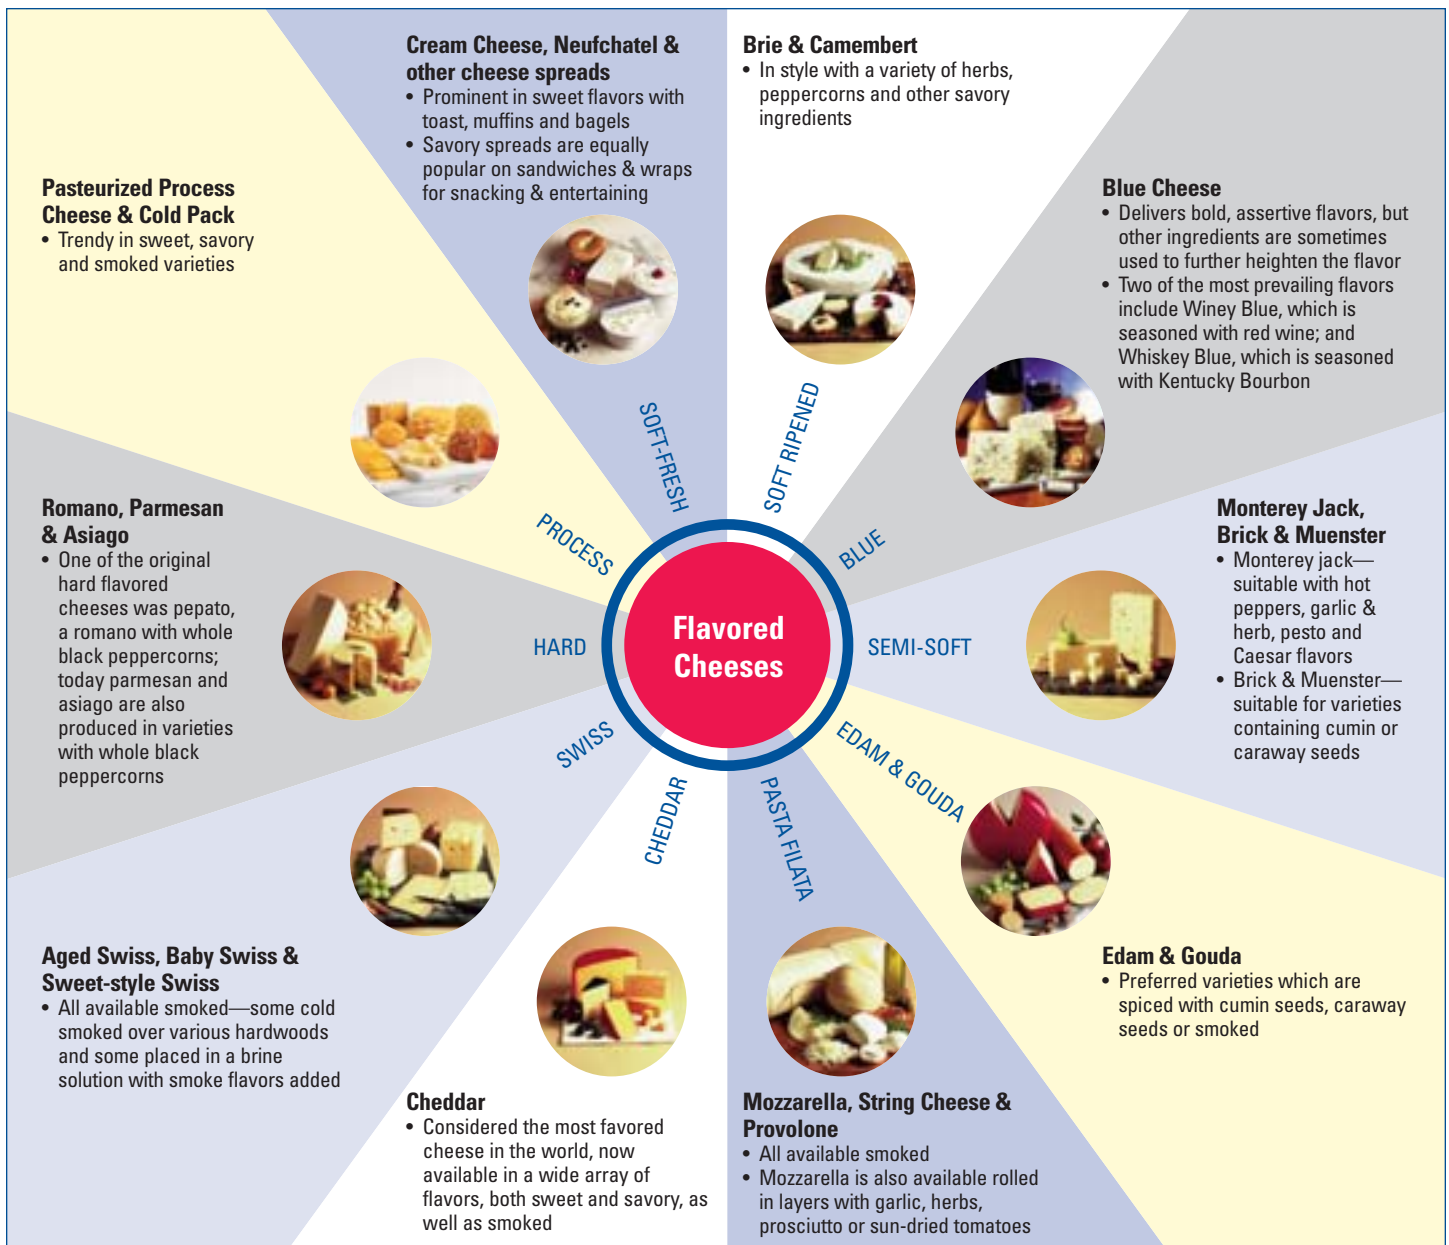 Cream Cheese, Neufchatel &
other cheese spreads
• Prominent in sweet flavors with
toast, muffins and bagels
• Savory spreads are equally
popular on sandwiches & wraps
for snacking & entertaining
Brie & Camembert
• In style with a variety of herbs,
peppercorns and other savory
ingredients
Pasteurized Process
Cheese & Cold Pack
• Trendy in sweet, savory
and smoked varieties
Blue Cheese
• Delivers bold, assertive flavors, but
other ingredients are sometimes
used to further heighten the flavor
• Two of the most prevailing flavors
include Winey Blue, which is
seasoned with red wine; and
Whiskey Blue, which is seasoned
with Kentucky Bourbon
SOFT-FRESH
SOFT RIPENED
PROCESS
BLUE
Romano, Parmesan
& Asiago
• One of the original
hard flavored
cheeses was pepato,
a romano with whole
black peppercorns;
today parmesan and
asiago are also
produced in varieties
with whole black
peppercorns
HARD
Flavored
Cheeses
SEMI-SOFT
Monterey Jack,
Brick & Muenster
• Monterey jack—
suitable with hot
peppers, garlic &
herb, pesto and
Caesar flavors
• Brick & Muenster—
suitable for varieties
containing cumin or
caraway seeds
SWISS
CHEDDAR
PASTA FILATA
EDAM & GOUDA
Aged Swiss, Baby Swiss &
Sweet-style Swiss
• All available smoked—some cold
smoked over various hardwoods
and some placed in a brine
solution with smoke flavors added
Edam & Gouda
• Preferred varieties which are
spiced with cumin seeds, caraway
seeds or smoked
Cheddar
• Considered the most favored
cheese in the world, now
available in a wide array of
flavors, both sweet and savory, as
well as smoked
Mozzarella, String Cheese &
Provolone
• All available smoked
• Mozzarella is also available rolled
in layers with garlic, herbs,
prosciutto or sun-dried tomatoes